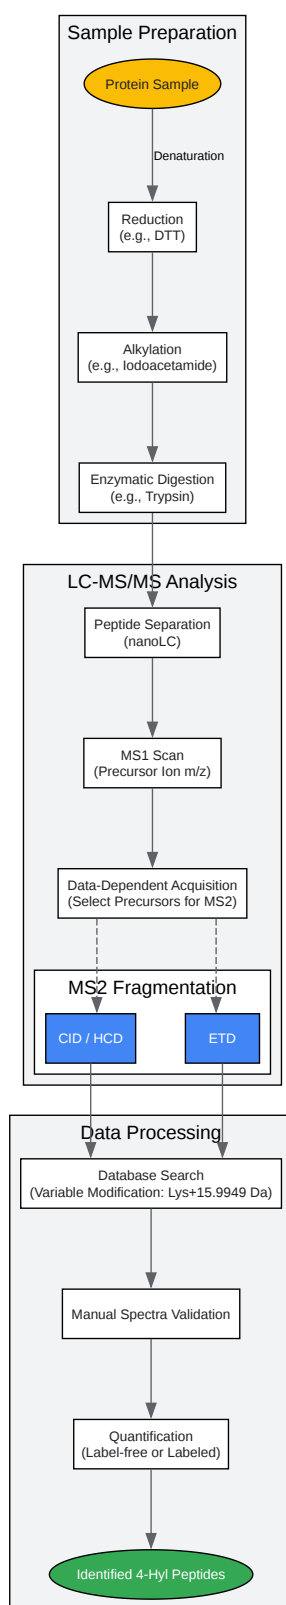 Sample Preparation
Protein Sample
Denaturation
Reduction
(e.g., DTT)
Alkylation
(e.g., Iodoacetamide)
Enzymatic Digestion
(e.g., Trypsin)
LC-MS/MS Analysis
Peptide Separation
(nanoLC)
MS1 Scan
(Precursor Ion m/z)
Data-Dependent Acquisition
(Select Precursors for MS2)
MS2 Fragmentation
CID / HCD
ETD
Data Processing
Database Search
(Variable Modification: Lys+15.9949 Da)
Manual Spectra Validation
Quantification
(Label-free or Labeled)
Identified 4-Hyl Peptides